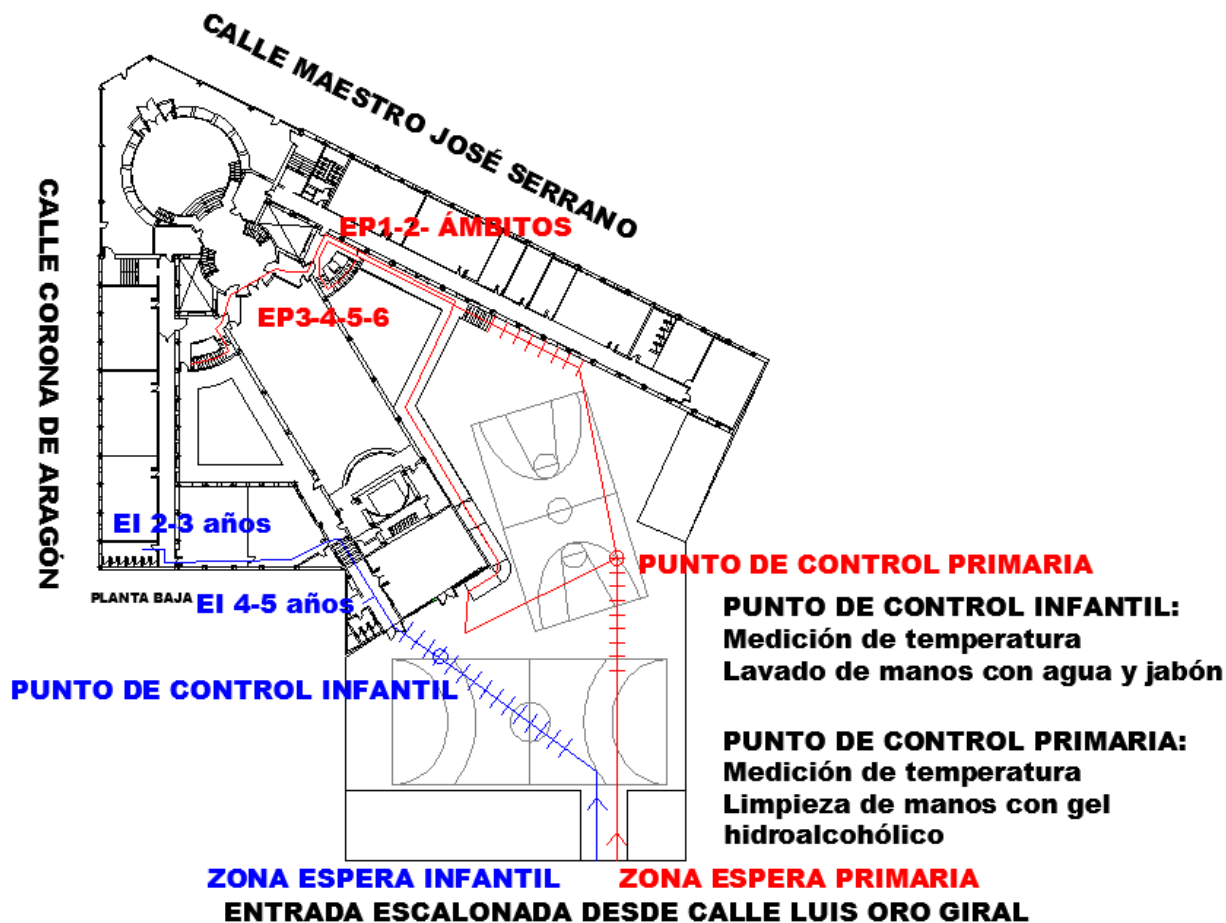 CALLE MAESTRO JOSÉ SERRANO
CALLE CORONA DE ARAGÓN
EP1-2- ÁMBITOS
EP3-4-5-6
EI 2-3 años
PLANTA BAJA
EI 4-5 años
PUNTO DE CONTROL INFANTIL
PUNTO DE CONTROL PRIMARIA
PUNTO DE CONTROL INFANTIL:
Medición de temperatura
Lavado de manos con agua y jabón
PUNTO DE CONTROL PRIMARIA:
Medición de temperatura
Limpieza de manos con gel
hidroalcohólico
ZONA ESPERA INFANTIL
ZONA ESPERA PRIMARIA
ENTRADA ESCALONADA DESDE CALLE LUIS ORO GIRAL